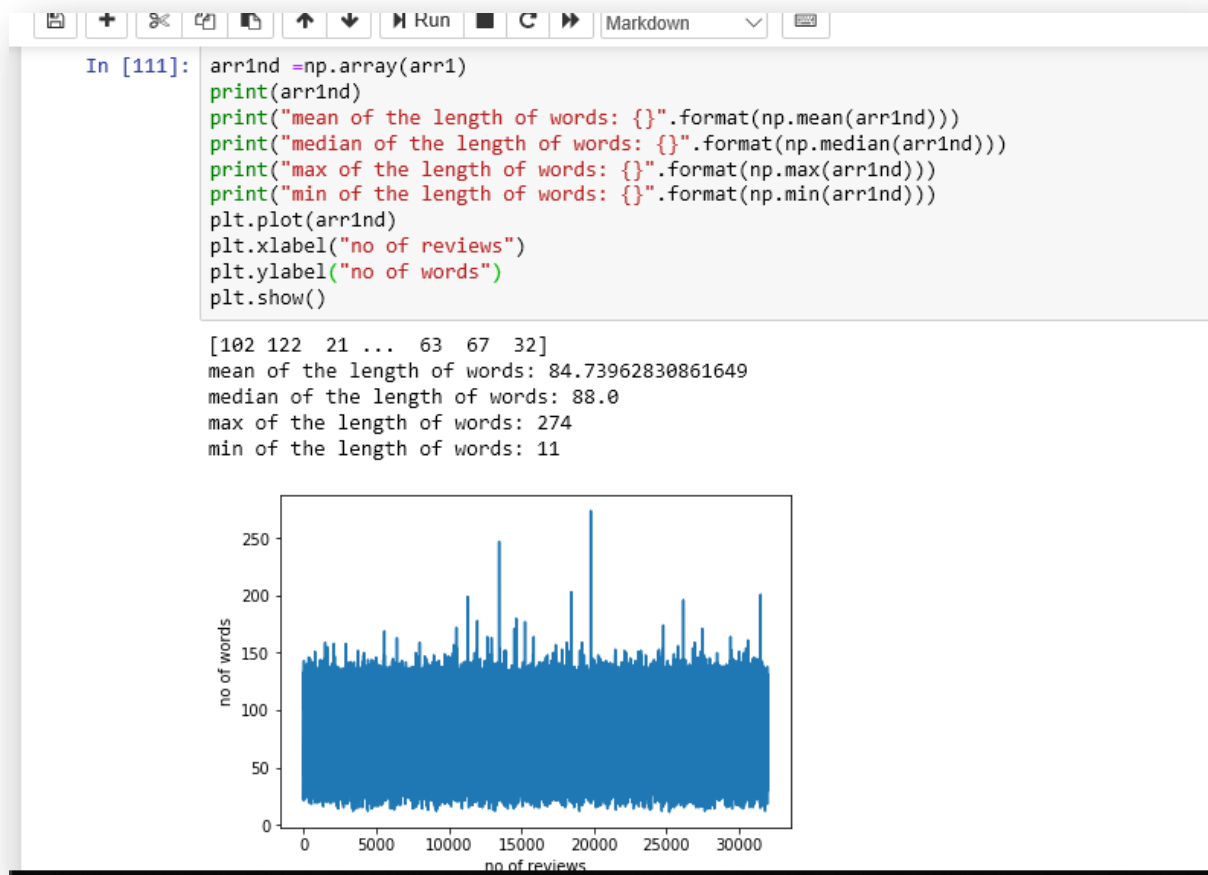 Run Markdown
In [111]: arr1nd =np.array(arr1)
print(arr1nd)
print("mean of the length of words: {}".format(np.mean(arr1nd)))
print("median of the length of words: {}".format(np.median(arr1nd)))
print("max of the length of words: {}".format(np.max(arr1nd)))
print("min of the length of words: {}".format(np.min(arr1nd)))
plt.plot(arr1nd)
plt.xlabel("no of reviews")
plt.ylabel("no of words")
plt.show()
[102 122  21 ...  63  67  32]
mean of the length of words: 84.73962830861649
median of the length of words: 88.0
max of the length of words: 274
min of the length of words: 11
250
200
150
100
50
0
no of words
0 5000 10000 15000 20000 25000 30000
no of reviews